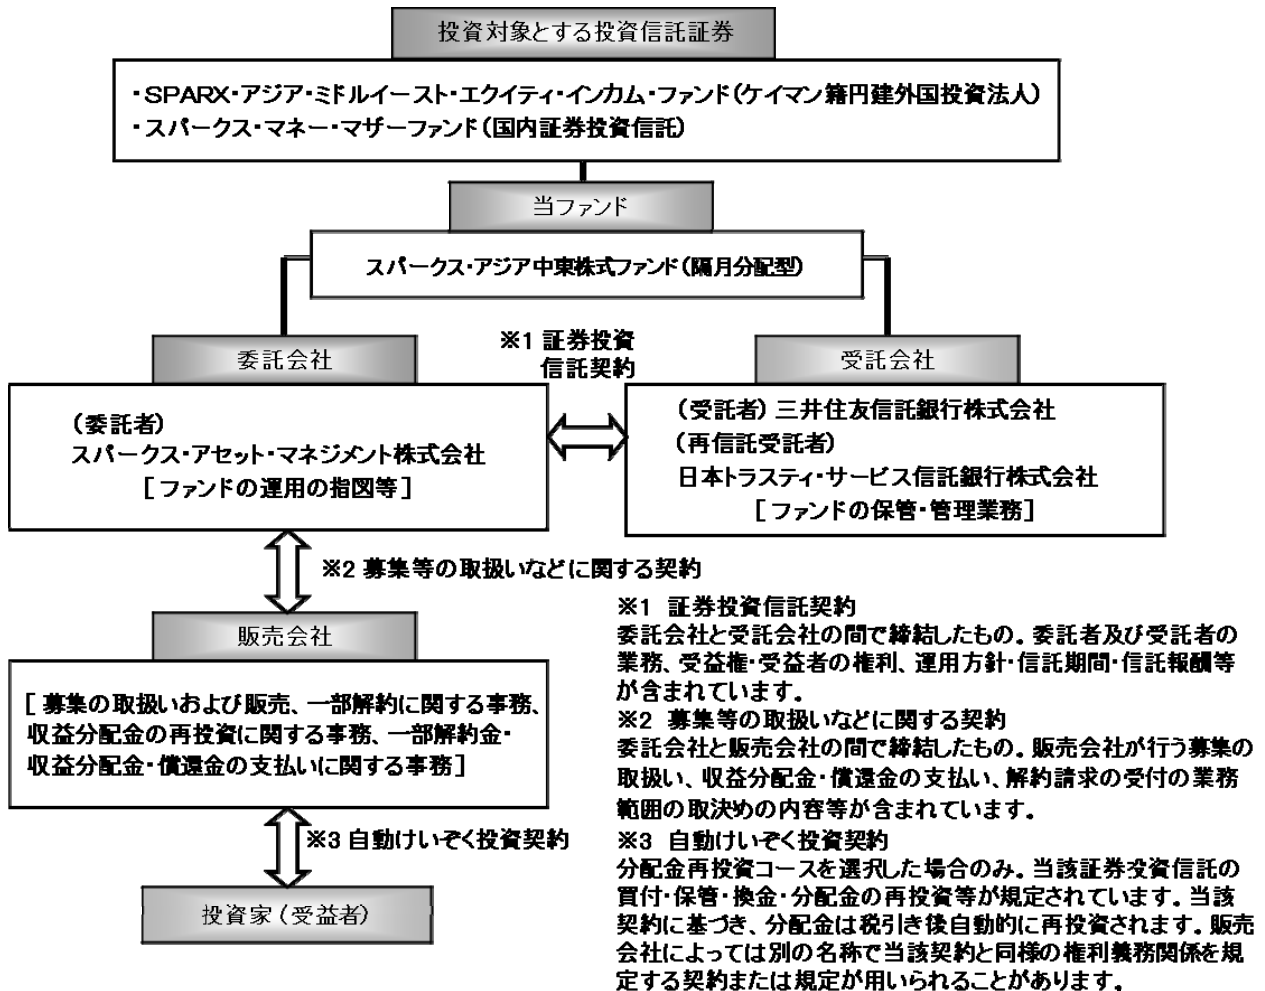 投資対象とする投資信託証券
・SPARX・アジア・ミドルイースト・エクイティ・インカム・ファンド(ケイマン籍円建外国投資法人)
・スパークス・マネー・マザーファンド(国内証券投資信託)
当ファンド
スパークス・アジア中東株式ファンド(隔月分配型)
委託会社
(委託者)
スパークス・アセット・マネジメント株式会社
[ファンドの運用の指図等]
※1 証券投資
信託契約
受託会社
(受託者) 三井住友信託銀行株式会社
(再信託受託者)
日本トラスティ・サービス信託銀行株式会社
[ファンドの保管・管理業務]
※2 募集等の取扱いなどに関する契約
販売会社
[ 募集の取扱いおよび販売、一部解約に関する事務、
収益分配金の再投資に関する事務、一部解約金・
収益分配金・償還金の支払いに関する事務]
※3 自動けいぞく投資契約
投資家(受益者)
※1 証券投資信託契約
委託会社と受託会社の間で締結したもの。委託者及び受託者の
業務、受益権・受益者の権利、運用方針・信託期間・信託報酬等
が含まれています。
※2 募集等の取扱いなどに関する契約
委託会社と販売会社の間で締結したもの。販売会社が行う募集の
取扱い、収益分配金・償還金の支払い、解約請求の受付の業務
範囲の取決めの内容等が含まれています。
※3 自動けいぞく投資契約
分配金再投資コースを選択した場合のみ。当該証券投資信託の
買付・保管・換金・分配金の再投資等が規定されています。当該
契約に基づき、分配金は税引き後自動的に再投資されます。販売
会社によっては別の名称で当該契約と同様の権利義務関係を規
定する契約または規定が用いられることがあります。